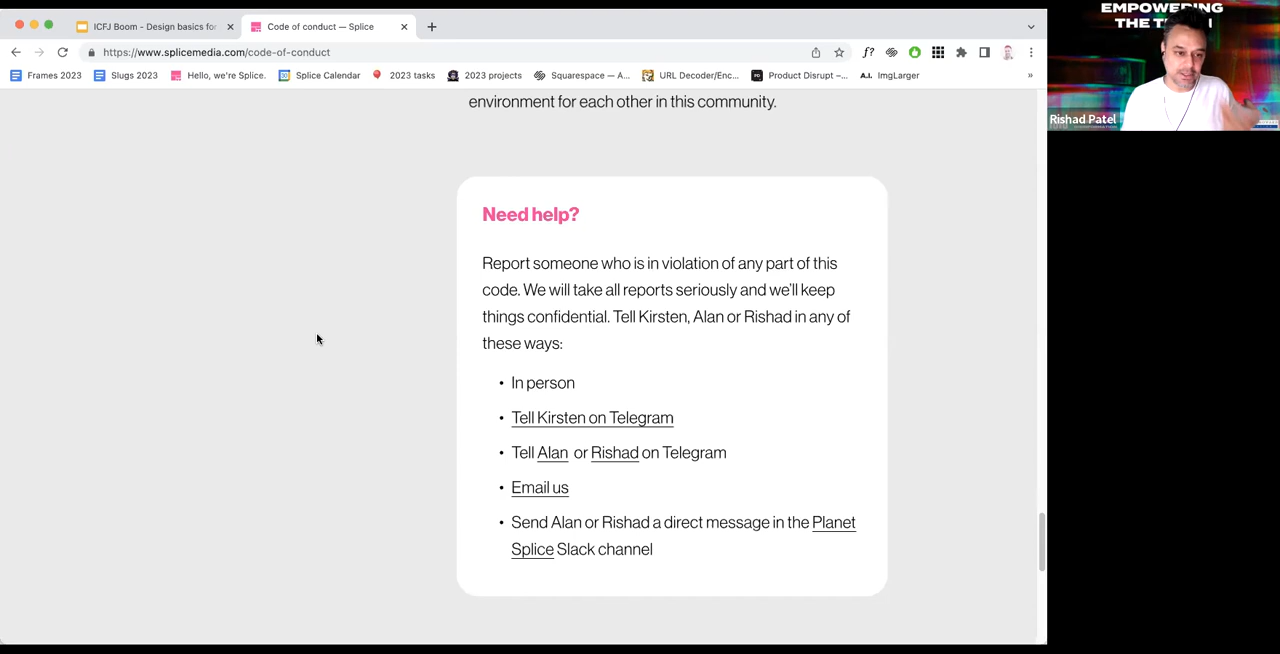 ICFJ Boom - Design basics for
Code of conduct — Splice
https://www.splicemedia.com/code-of-conduct
f?
Frames 2023
Slugs 2023
Hello, we're Splice.
Splice Calendar
2023 tasks
2023 projects
Squarespace — A...
URL Decoder/Enc...
Product Disrupt –...
A.I. ImgLarger
»
environment for each other in this community.
Need help?
Report someone who is in violation of any part of this
code. We will take all reports seriously and we'll keep
things confidential. Tell Kirsten, Alan or Rishad in any of
these ways:
• In person
• Tell Kirsten on Telegram
• Tell Alan or Rishad on Telegram
• Email us
• Send Alan or Rishad a direct message in the Planet
Splice Slack channel
EMPOWERING
THE
Rishad Patel